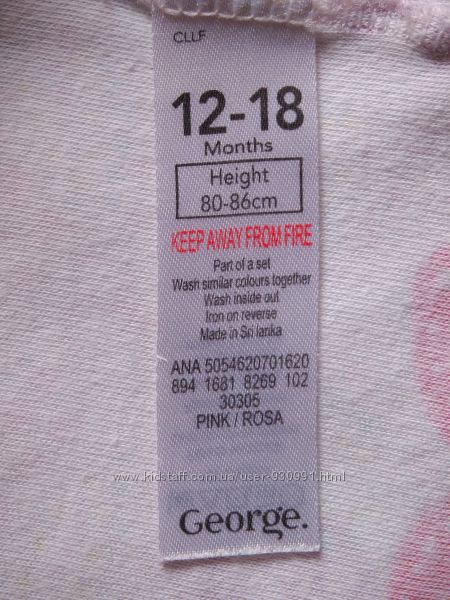 CLLF
12-18
Months
Height
80-86cm
KEEP AWAY FROM FIRE
Part of a set
Wash similar colours together
Wash inside out
Iron on reverse
Made in Sri lanka
ANA 5054620701620
894 1681 8269 102
30305
PINK / ROSA
www.kidstaff.com.ua/user-930991.html
George.